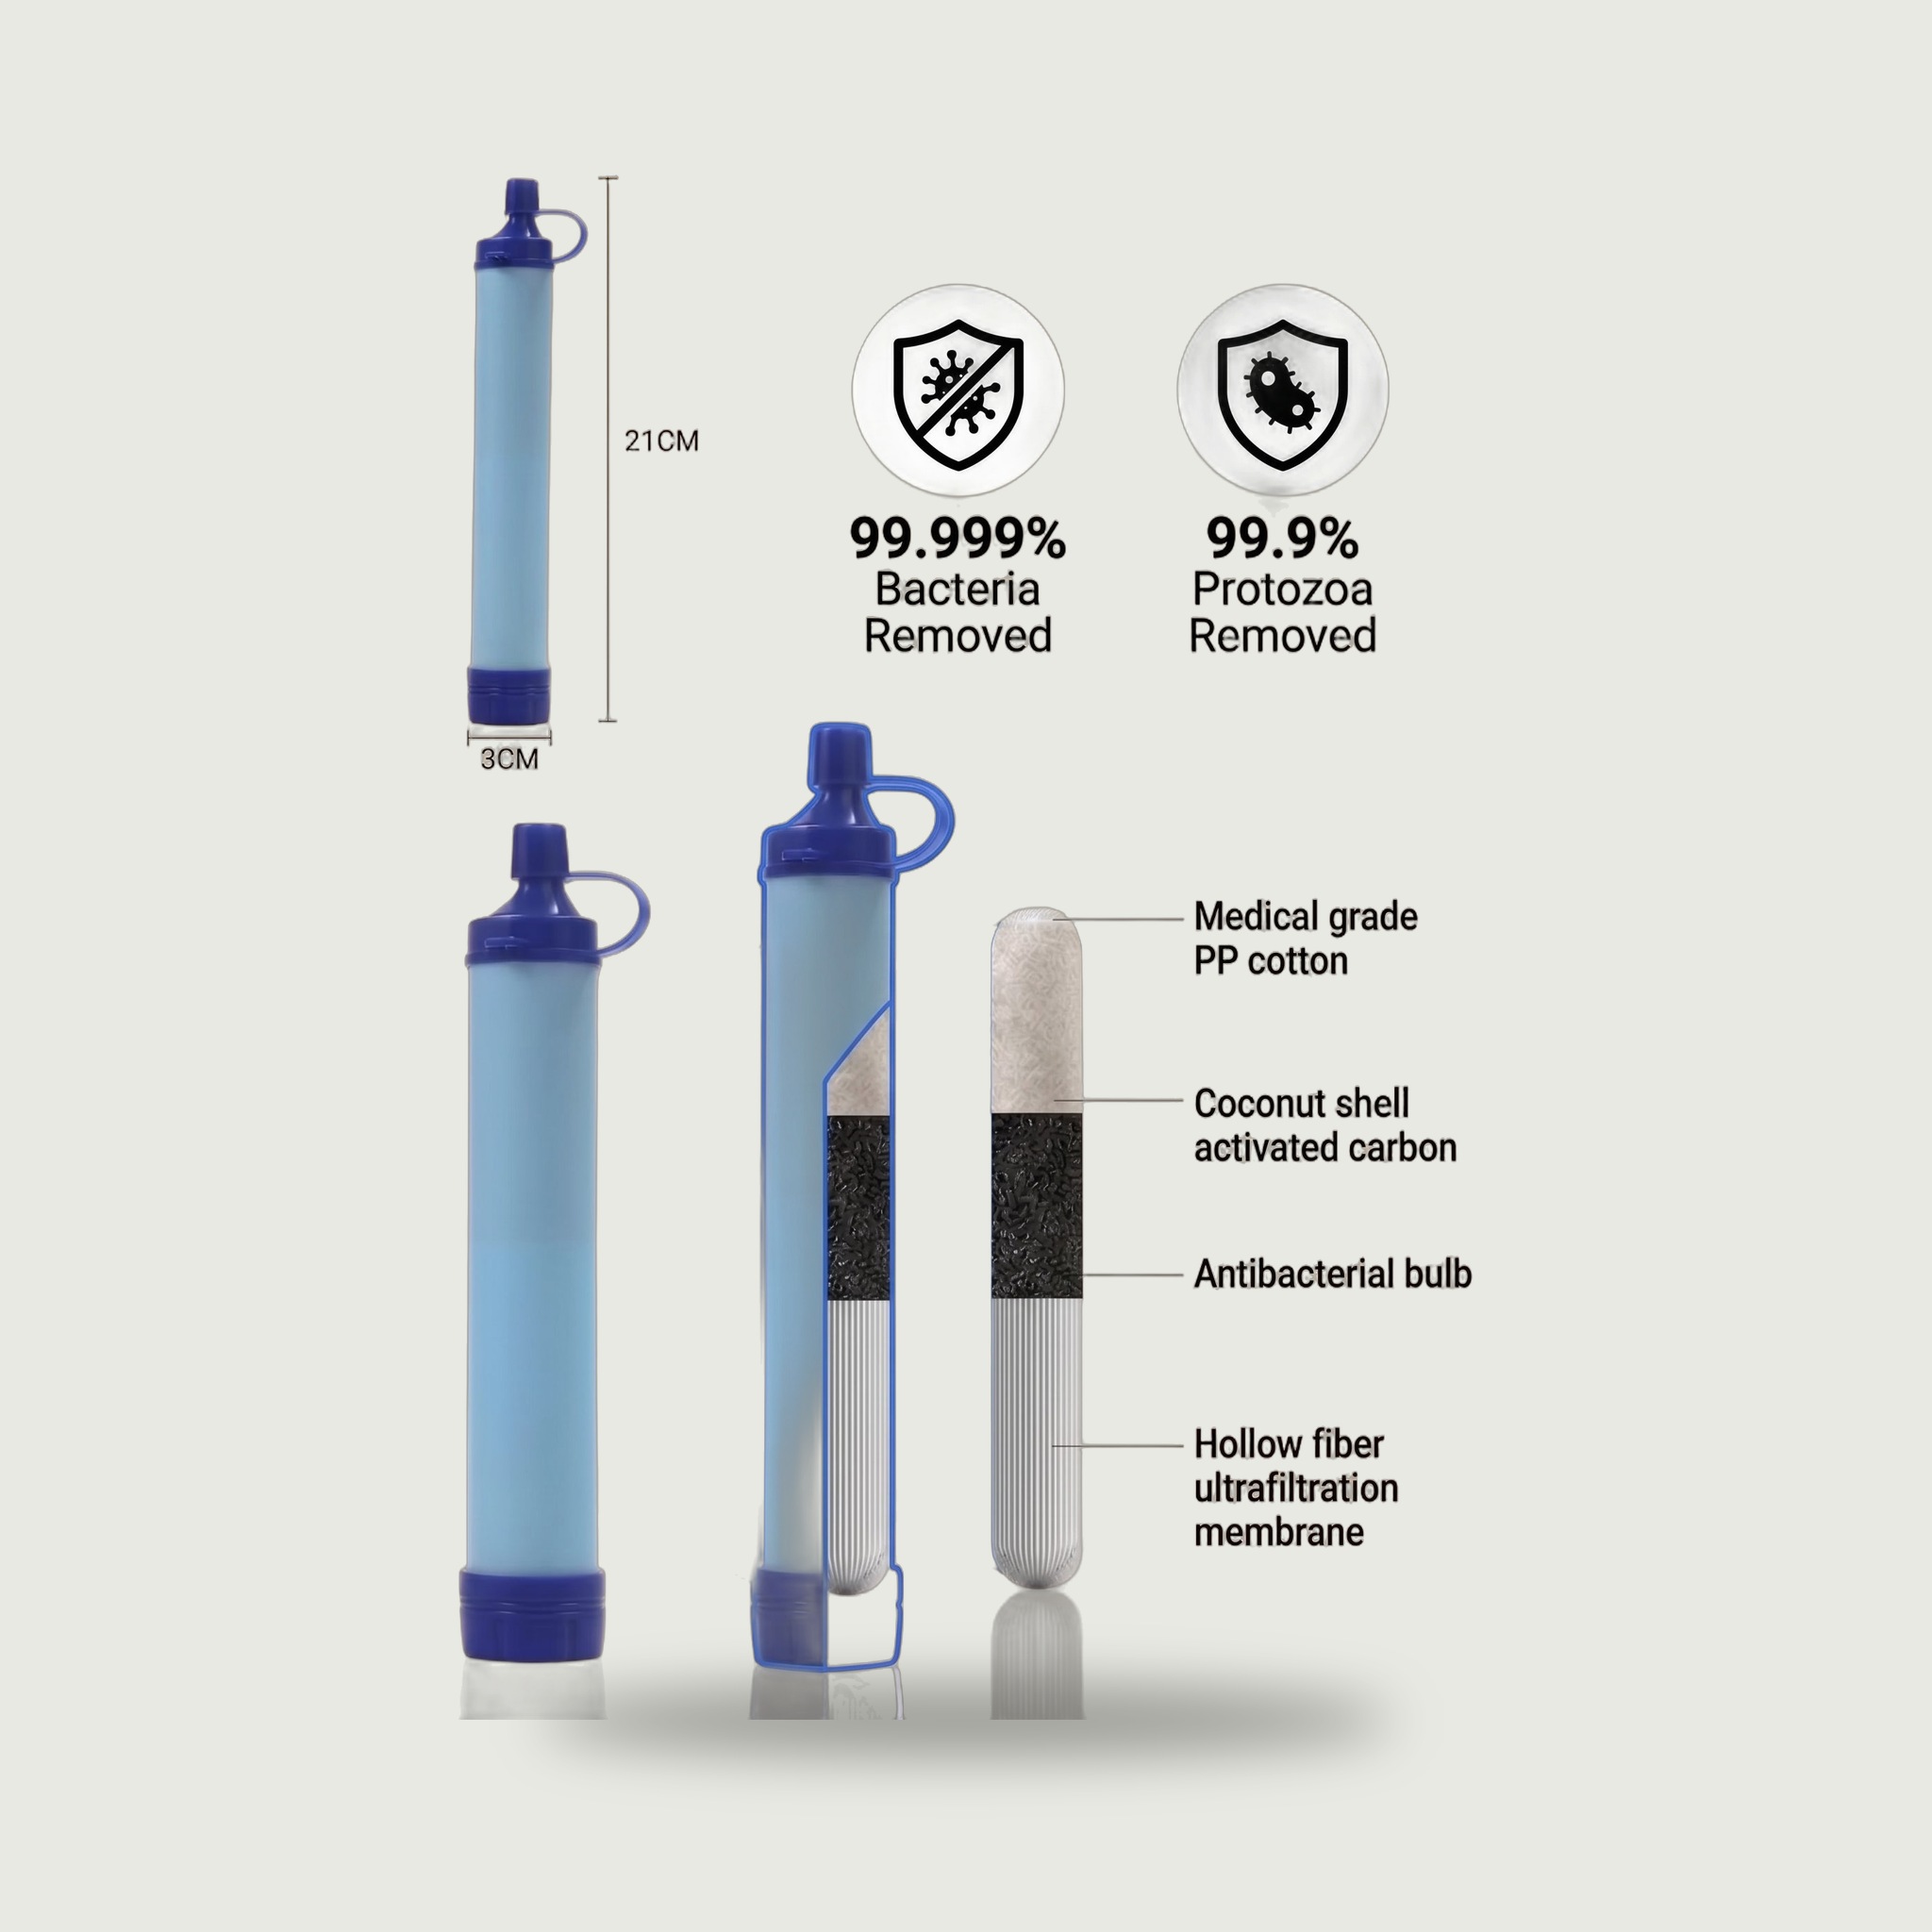 21CM
3CM
99.999%
Bacteria
Removed
99.9%
Protozoa
Removed
Medical grade
PP cotton
Coconut shell
activated carbon
Antibacterial bulb
Hollow fiber
ultrafiltration
membrane